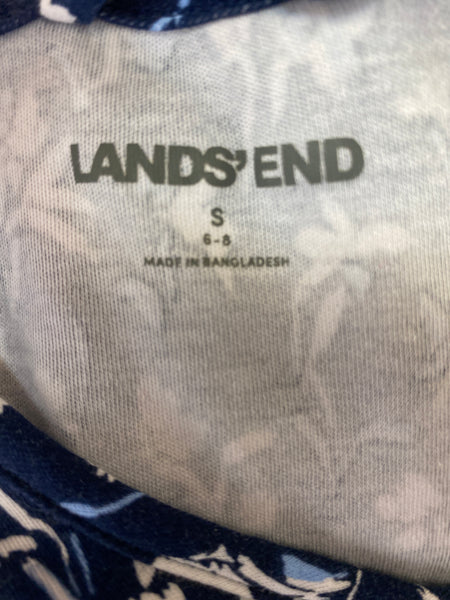 LANDS' END
S
6-8
MADE IN BANGLADESH